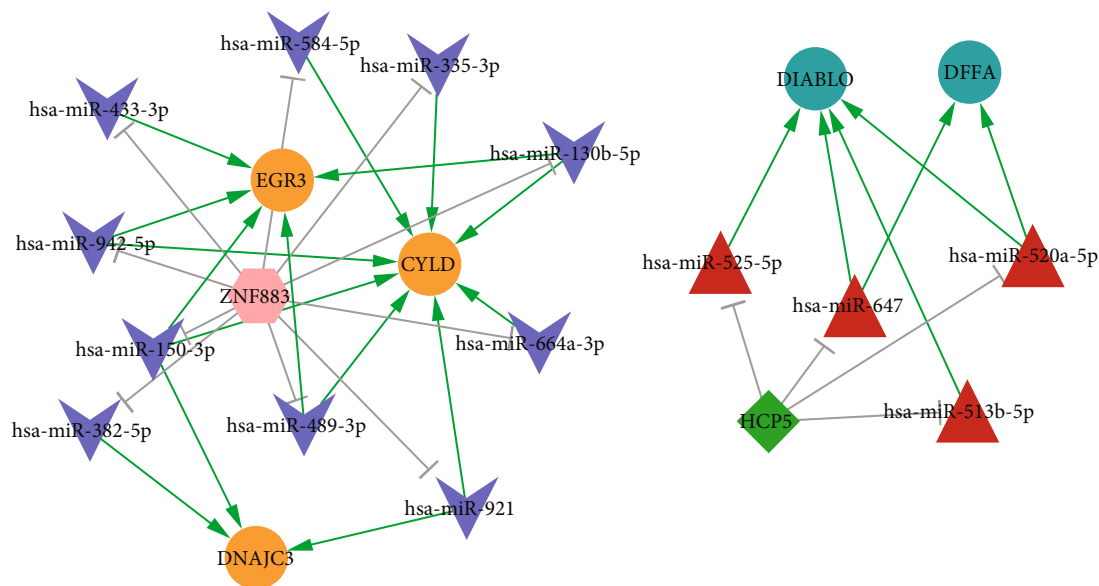 hsa-miR-584-5p
hsa-miR-335-3p
hsa-miR-433-3p
hsa-miR-130b-5p
EGR3
hsa-miR-942-5p
CYLD
ZNF883
hsa-miR-150-3p
hsa-miR-664a-3p
hsa-miR-382-5p
hsa-miR-489-3p
hsa-miR-921
DNAJC3
DIABLO
DFFA
hsa-miR-525-5p
hsa-miR-520a-5p
hsa-miR-647
HCP5
hsa-miR-513b-5p